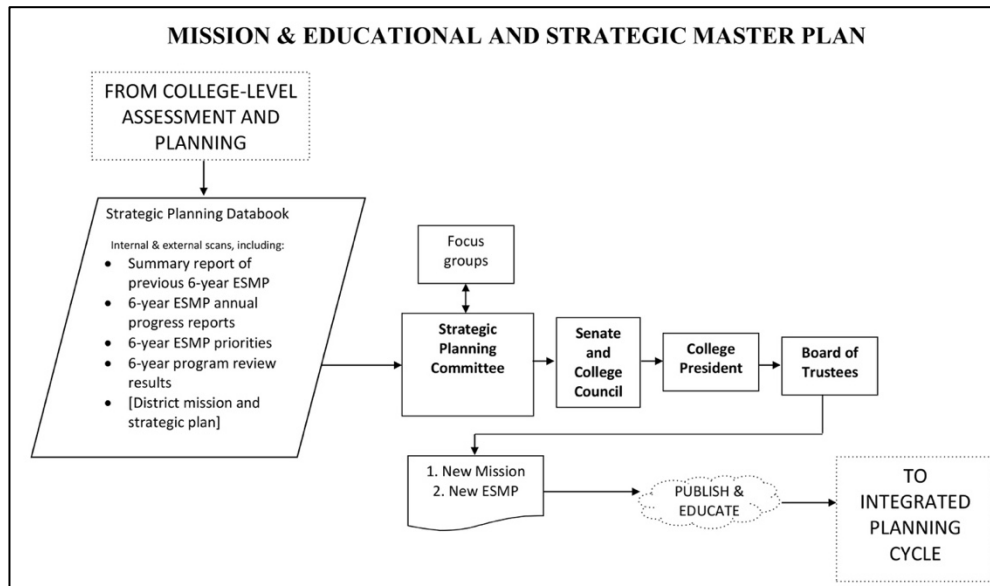 MISSION & EDUCATIONAL AND STRATEGIC MASTER PLAN
FROM COLLEGE-LEVEL
ASSESSMENT AND
PLANNING
Strategic Planning Databook
Internal & external scans, including:
• Summary report of
previous 6-year ESMP
• 6-year ESMP annual
progress reports
• 6-year ESMP priorities
• 6-year program review
results
• [District mission and
strategic plan]
Focus
groups
Strategic
Planning
Committee
Senate
and
College
Council
College
President
Board of
Trustees
1. New Mission
2. New ESMP
PUBLISH &
EDUCATE
TO
INTEGRATED
PLANNING
CYCLE